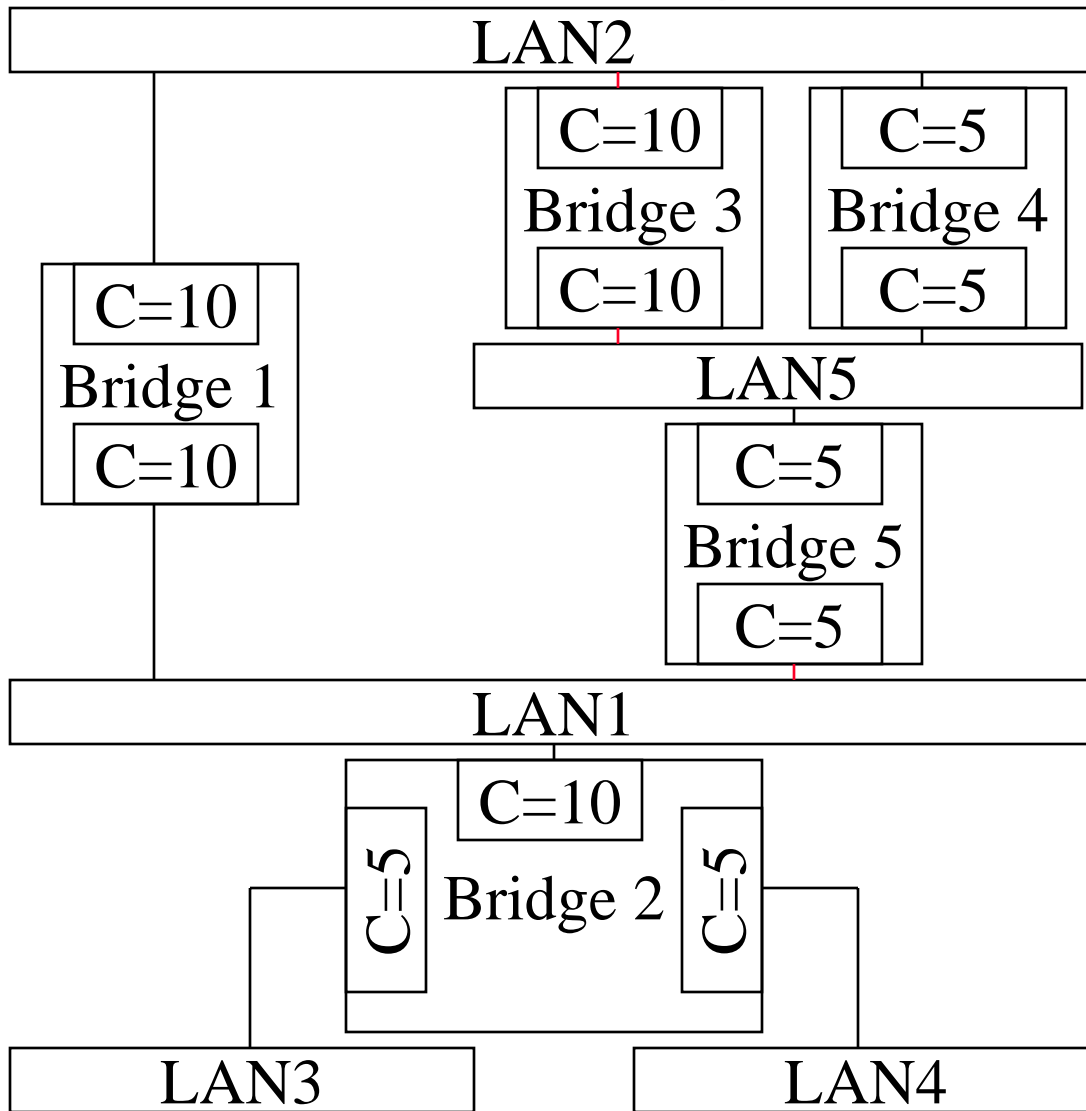 LAN2
C=10
Bridge 3
C=10
C=5
Bridge 4
C=5
C=10
Bridge 1
C=10
LAN5
C=5
Bridge 5
C=5
LAN1
C=10
C=5
Bridge 2
C=5
LAN3
LAN4